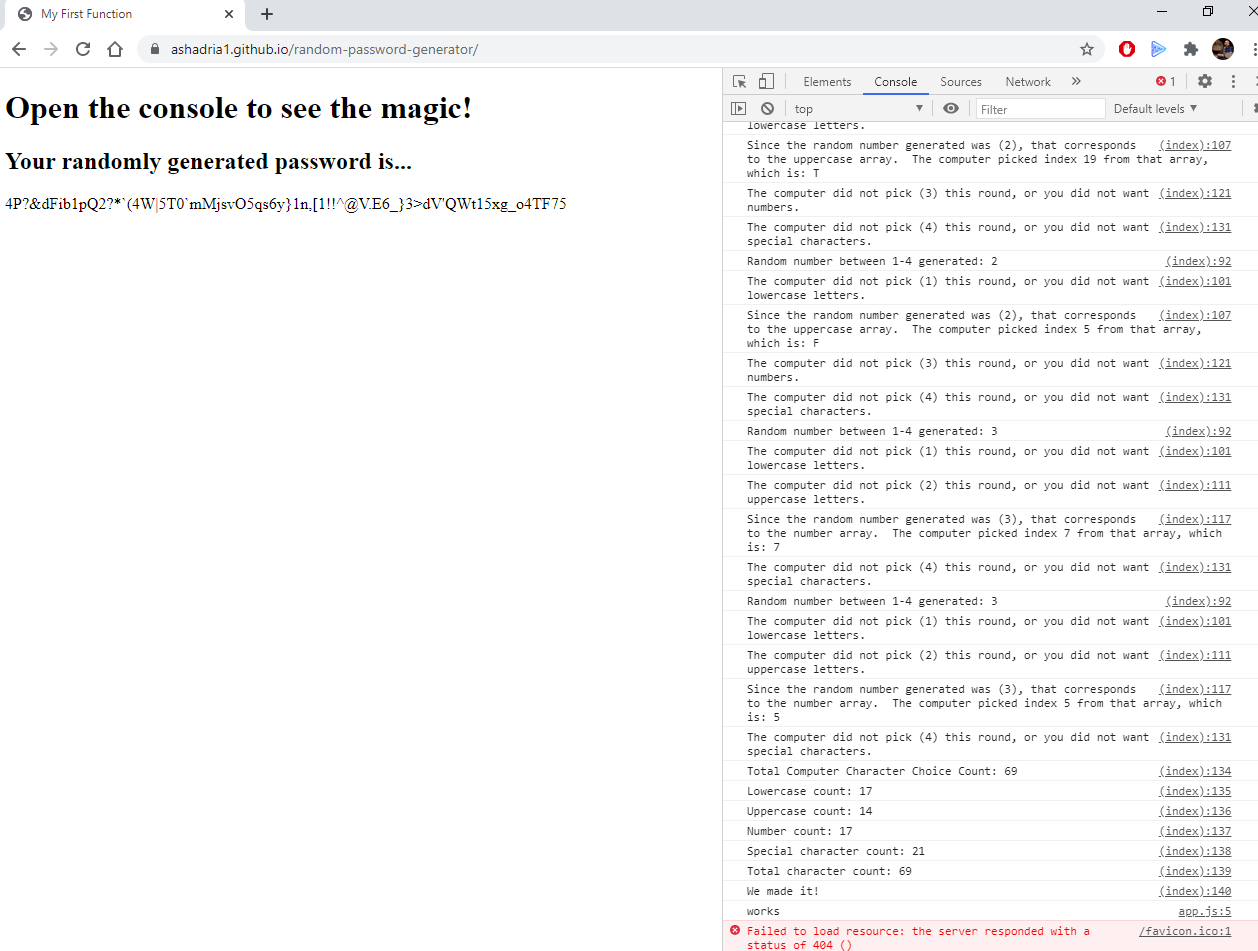 My First Function
ashadria1.github.io/random-password-generator/
Open the console to see the magic!
Your randomly generated password is...
4P?&dFib1pQ2?*`(4W|5T0`mMjsvO5qs6y}1n,[1!!^@V.E6_}3>dV'QWt15xg_o4TF75
Elements Console Sources Network » 1
top Filter Default levels
lowercase letters.
Since the random number generated was (2), that corresponds (index):107
to the uppercase array. The computer picked index 19 from that array,
which is: T
The computer did not pick (3) this round, or you did not want (index):121
numbers.
The computer did not pick (4) this round, or you did not want (index):131
special characters.
Random number between 1-4 generated: 2 (index):92
The computer did not pick (1) this round, or you did not want (index):101
lowercase letters.
Since the random number generated was (2), that corresponds (index):107
to the uppercase array. The computer picked index 5 from that array,
which is: F
The computer did not pick (3) this round, or you did not want (index):121
numbers.
The computer did not pick (4) this round, or you did not want (index):131
special characters.
Random number between 1-4 generated: 3 (index):92
The computer did not pick (1) this round, or you did not want (index):101
lowercase letters.
The computer did not pick (2) this round, or you did not want (index):111
uppercase letters.
Since the random number generated was (3), that corresponds (index):117
to the number array. The computer picked index 7 from that array, which
is: 7
The computer did not pick (4) this round, or you did not want (index):131
special characters.
Random number between 1-4 generated: 3 (index):92
The computer did not pick (1) this round, or you did not want (index):101
lowercase letters.
The computer did not pick (2) this round, or you did not want (index):111
uppercase letters.
Since the random number generated was (3), that corresponds (index):117
to the number array. The computer picked index 5 from that array, which
is: 5
The computer did not pick (4) this round, or you did not want (index):131
special characters.
Total Computer Character Choice Count: 69 (index):134
Lowercase count: 17 (index):135
Uppercase count: 14 (index):136
Number count: 17 (index):137
Special character count: 21 (index):138
Total character count: 69 (index):139
We made it! (index):140
works app.js:5
Failed to load resource: the server responded with a /favicon.ico:1
status of 404 ()